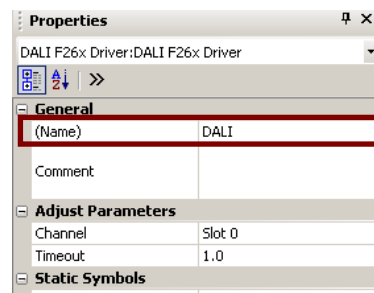 Properties
DALI F26x Driver:DALI F26x Driver
General
(Name) DALI
Comment
Adjust Parameters
Channel Slot 0
Timeout 1.0
Static Symbols